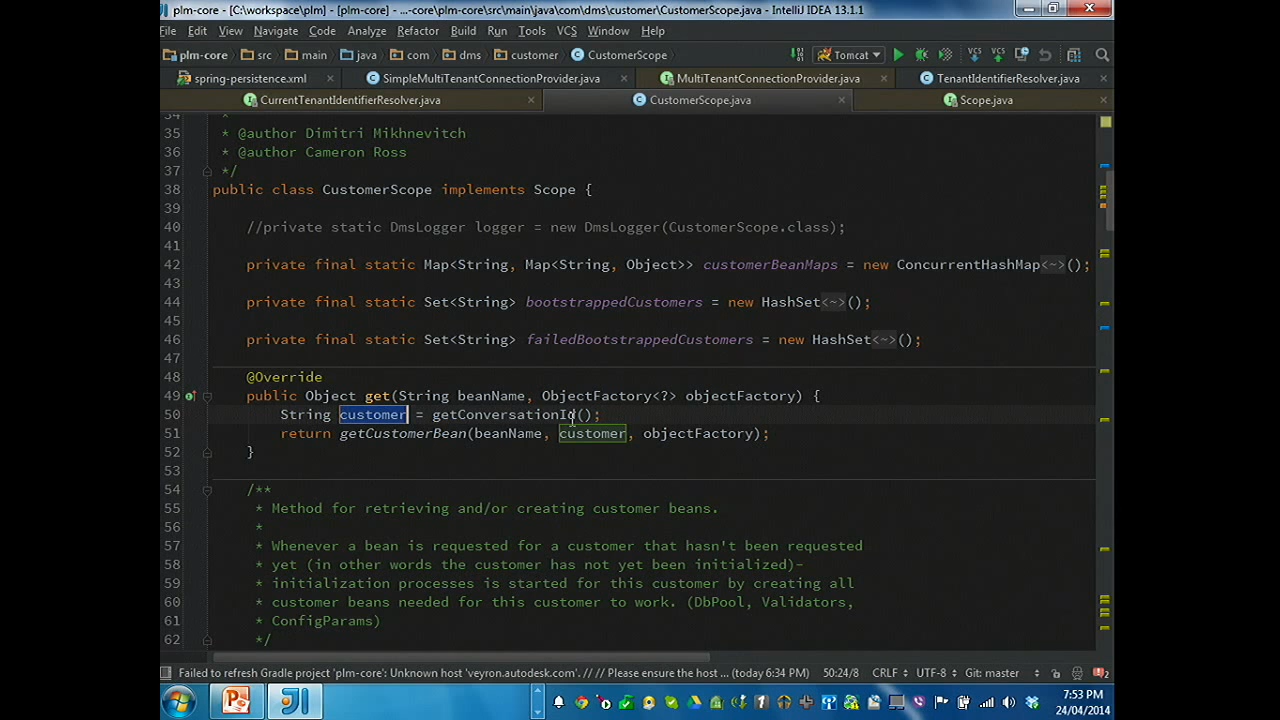 plm-core - [C:\workspace\plm] - [plm-core] - ...-core\plm-core\src\main\java\com\dms\customer\CustomerScope.java - IntelliJ IDEA 13.1.1
File Edit View Navigate Code Analyze Refactor Build Run Tools VCS Window Help
plm-core src main java com dms customer CustomerScope Tomcat VCS VCS
spring-persistence.xml SimpleMultiTenantConnectionProvider.java MultiTenantConnectionProvider.java TenantIdentifierResolver.java
CurrentTenantIdentifierResolver.java CustomerScope.java Scope.java
34 *
35 * @author Dimitri Mikhnevitch
36 * @author Cameron Ross
37 */
38 public class CustomerScope implements Scope {
39
40 //private static DmsLogger logger = new DmsLogger(CustomerScope.class);
41
42 private final static Map<String, Map<String, Object>> customerBeanMaps = new ConcurrentHashMap<~>();
43
44 private final static Set<String> bootstrappedCustomers = new HashSet<~>();
45
46 private final static Set<String> failedBootstrappedCustomers = new HashSet<~>();
47
48 @Override
49 public Object get(String beanName, ObjectFactory<?> objectFactory) {
50 String customer = getConversationId();
51 return getCustomerBean(beanName, customer, objectFactory);
52 }
53
54 /**
55 * Method for retrieving and/or creating customer beans.
56 *
57 * Whenever a bean is requested for a customer that hasn't been requested
58 * yet (in other words the customer has not yet been initialized)-
59 * initialization processes is started for this customer by creating all
60 * customer beans needed for this customer to work. (DbPool, Validators,
61 * ConfigParams)
62 */
Failed to refresh Gradle project 'plm-core': Unknown host 'veyron.autodesk.com'. // // Please ensure the host ... (today 6:34 PM) 50:24/8 CRLF UTF-8 Git: master
7:53 PM
24/04/2014